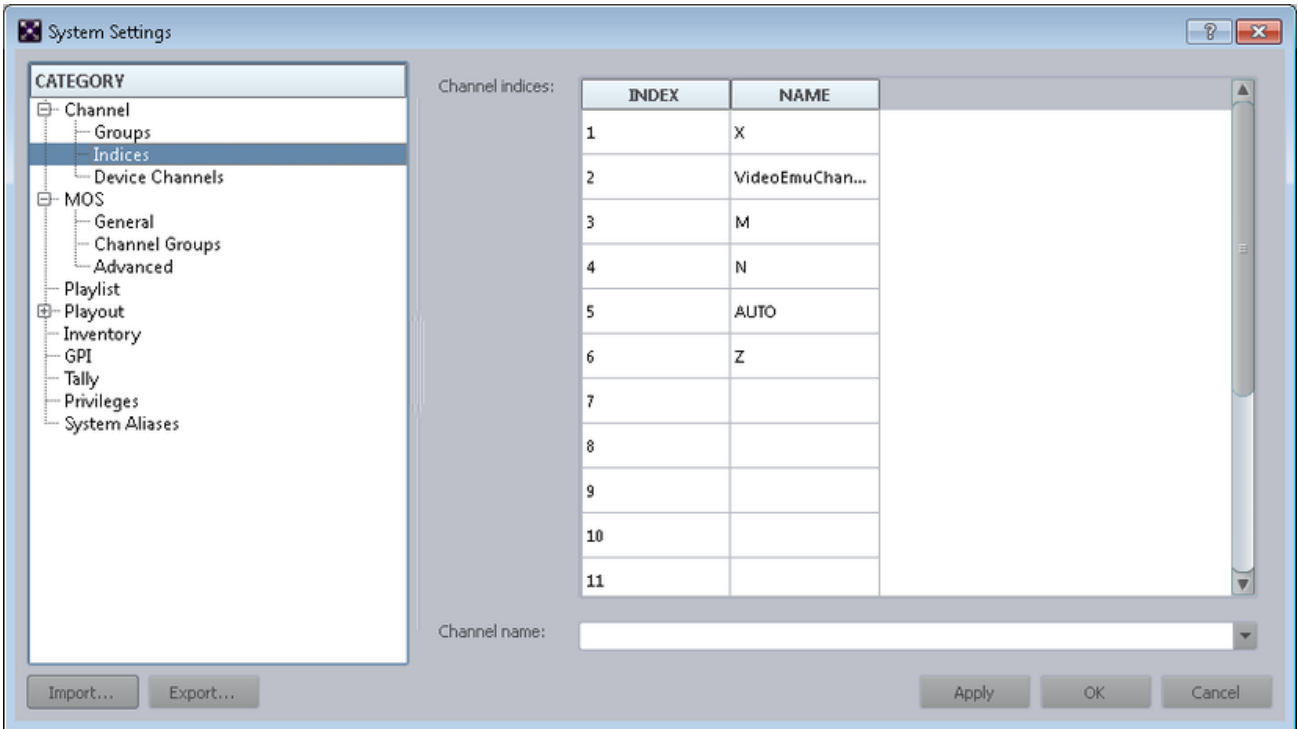 System Settings
CATEGORY
Channel
Groups
Indices
Device Channels
MOS
General
Channel Groups
Advanced
Playlist
Playout
Inventory
GPI
Tally
Privileges
System Aliases
Channel indices:
INDEX NAME
1 X
2 VideoEmuChan...
3 M
4 N
5 AUTO
6 Z
7
8
9
10
11
Channel name:
Import... Export... Apply OK Cancel